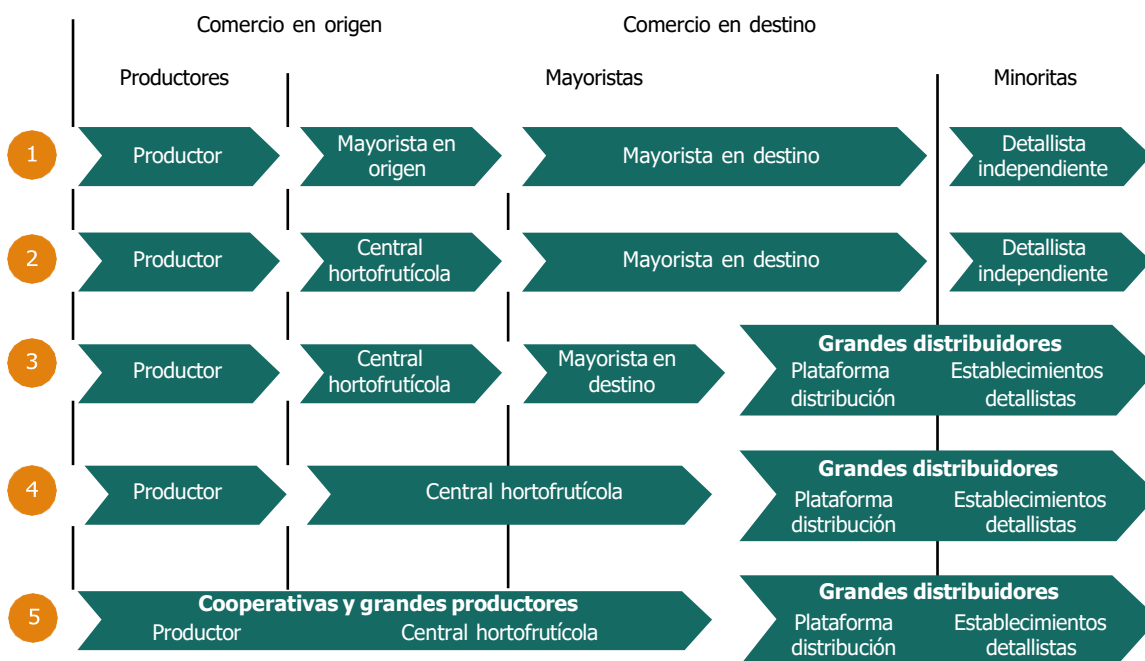 Comercio en origen
Comercio en destino
Productores
Mayoristas
Minoritas
1
Productor
Mayorista en
origen
Mayorista en destino
Detallista
independiente
2
Productor
Central
hortofrutícola
Mayorista en destino
Detallista
independiente
3
Productor
Central
hortofrutícola
Mayorista en
destino
Grandes distribuidores
Plataforma
distribución
Establecimientos
detallistas
4
Productor
Central hortofrutícola
Grandes distribuidores
Plataforma
distribución
Establecimientos
detallistas
5
Cooperativas y grandes productores
Productor
Central hortofrutícola
Grandes distribuidores
Plataforma
distribución
Establecimientos
detallistas